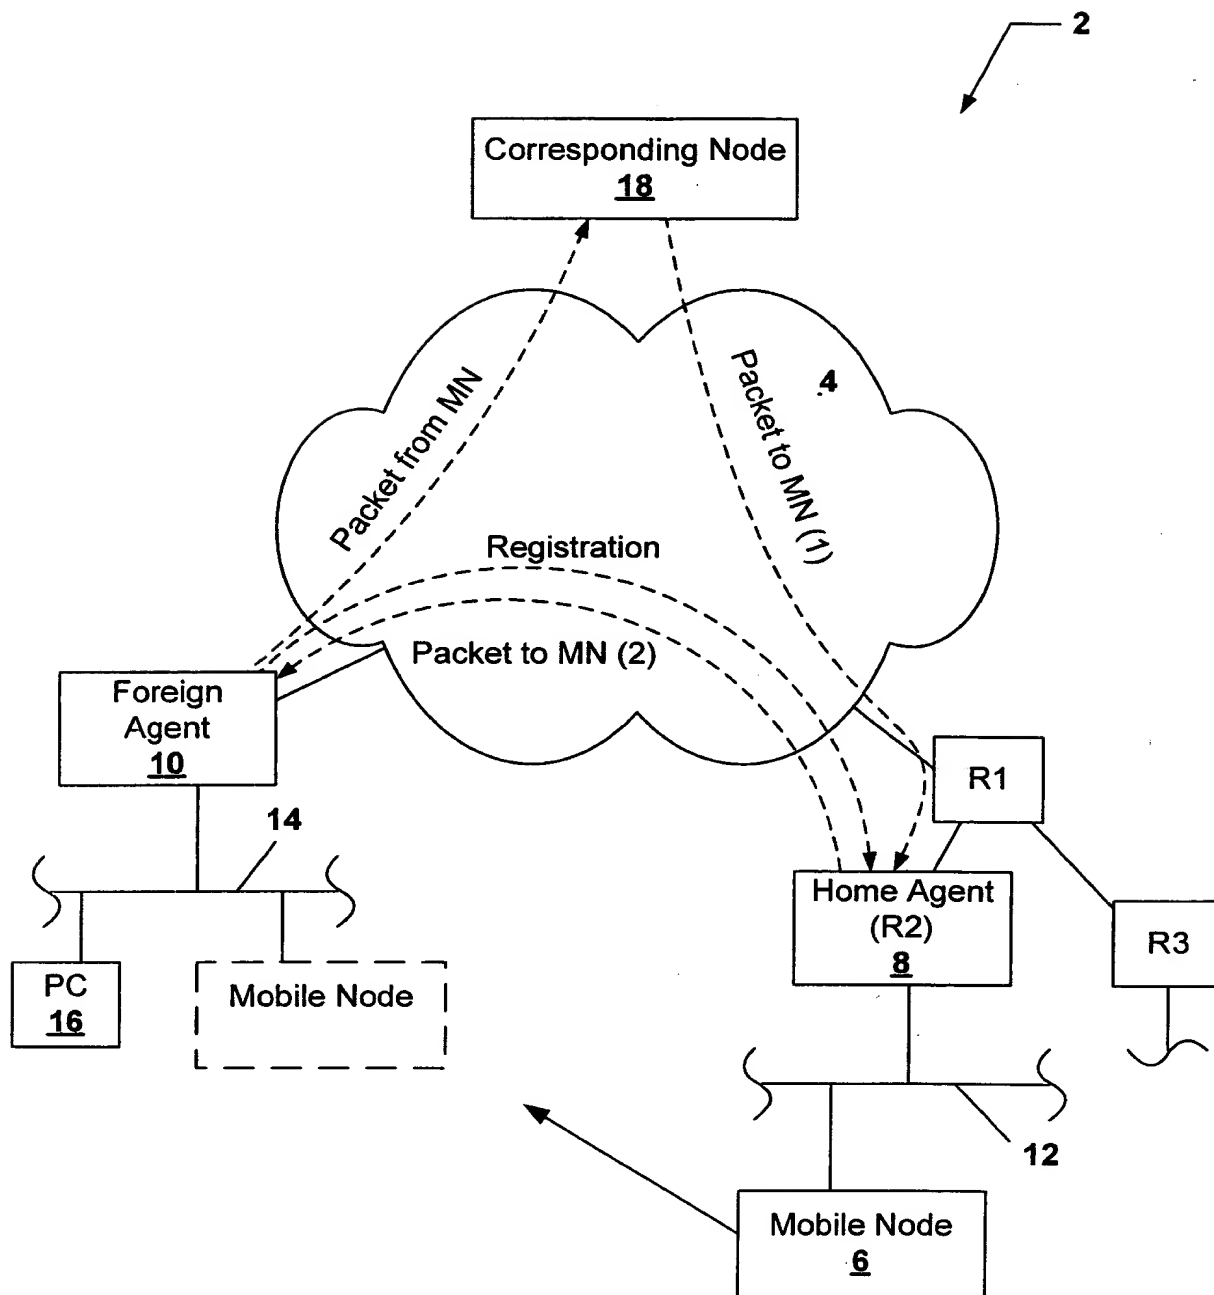 2
Corresponding Node
18
4
Packet from MN
Packet to MN (1)
Registration
Packet to MN (2)
Foreign
Agent
10
R1
14
Home Agent
(R2)
8
R3
PC
16
Mobile Node
12
Mobile Node
6